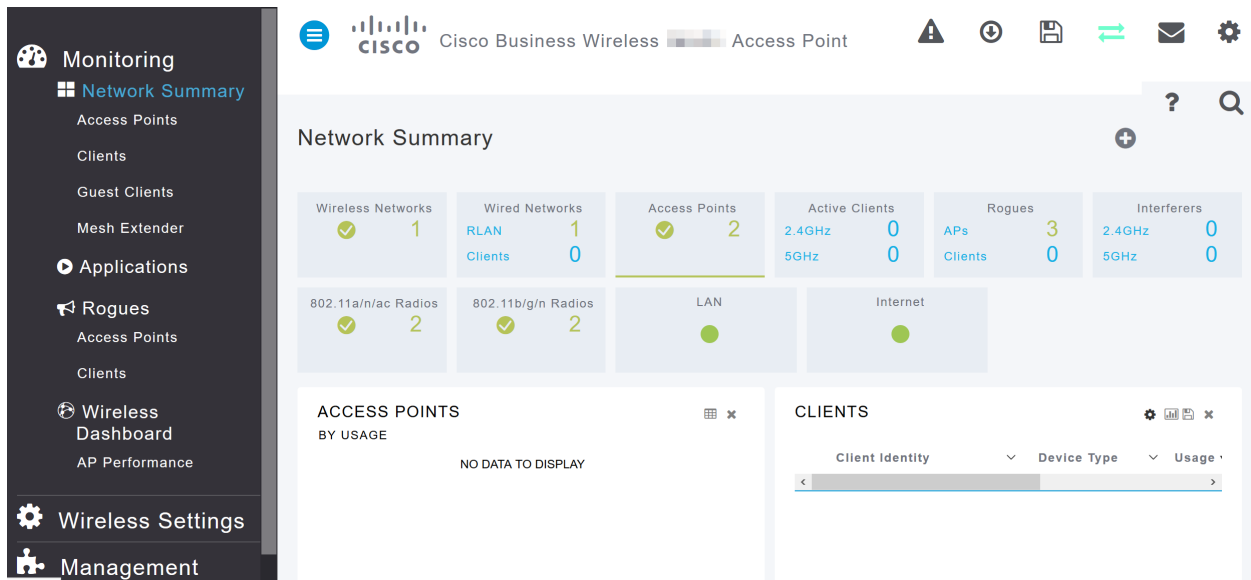 Monitoring
Network Summary
Access Points
Clients
Guest Clients
Mesh Extender
Applications
Rogues
Access Points
Clients
Wireless
Dashboard
AP Performance
Wireless Settings
Management
CISCO
Cisco Business Wireless Access Point
?
Network Summary
Wireless Networks
1
Wired Networks
RLAN 1
Clients 0
Access Points
2
Active Clients
2.4GHz 0
5GHz 0
Rogues
APs 3
Clients 0
Interferers
2.4GHz 0
5GHz 0
802.11a/n/ac Radios
2
802.11b/g/n Radios
2
LAN
Internet
ACCESS POINTS
BY USAGE
NO DATA TO DISPLAY
CLIENTS
Client Identity Device Type Usage